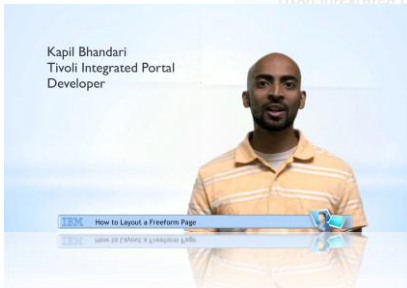 Kapil Bhandari
Tivoli Integrated Portal
Developer
IBM How to Layout a Freeform Page